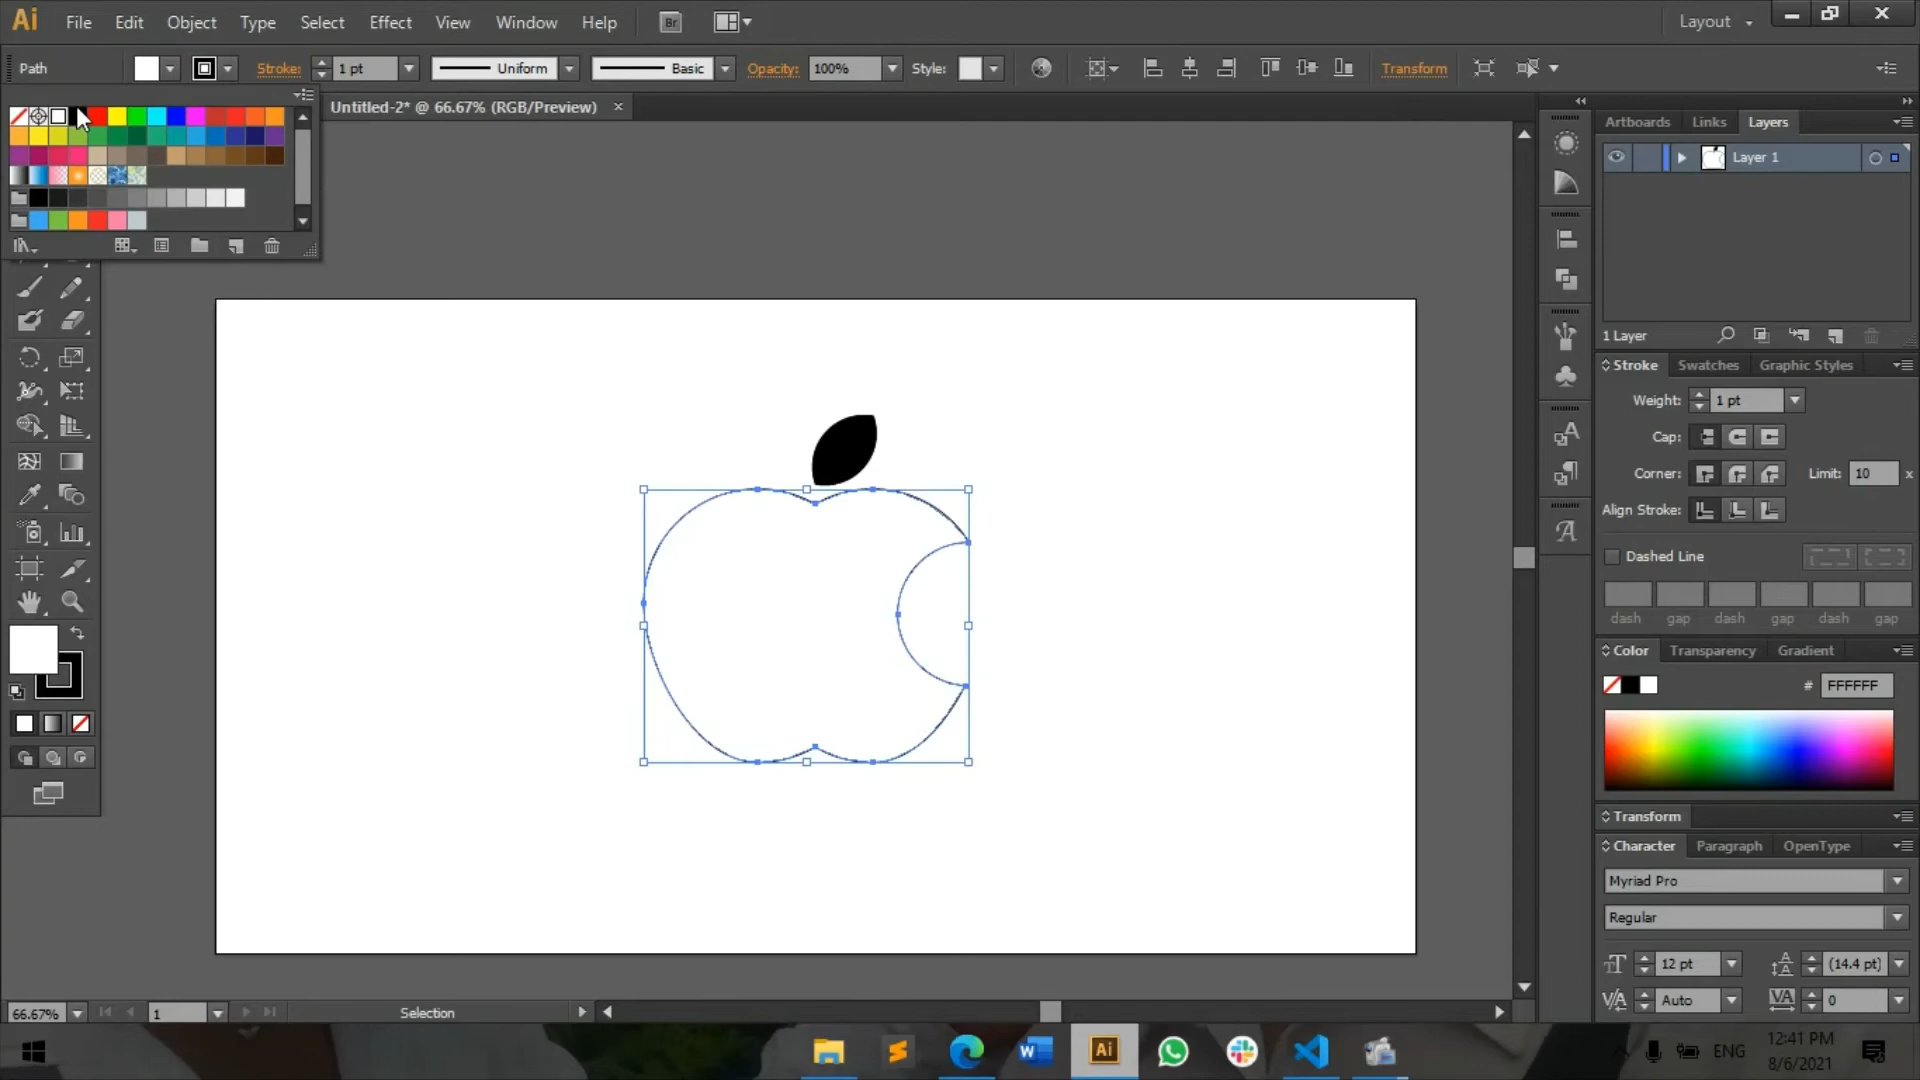 Ai File Edit Object Type Select Effect View Window Help Br Layout
Path Stroke: 1 pt Uniform Basic Opacity: 100% Style: Transform
Untitled-2* @ 66.67% (RGB/Preview)
Artboards Links Layers
Layer 1
1 Layer
Stroke Swatches Graphic Styles
Weight: 1 pt
Cap:
Corner: Limit: 10 x
Align Stroke:
Dashed Line
dash gap dash gap dash gap
Color Transparency Gradient
# FFFFFF
Transform
Character Paragraph OpenType
Myriad Pro
Regular
12 pt (14.4 pt)
Auto 0
66.67% 1 Selection
Ai
ENG 12:41 PM
8/6/2021